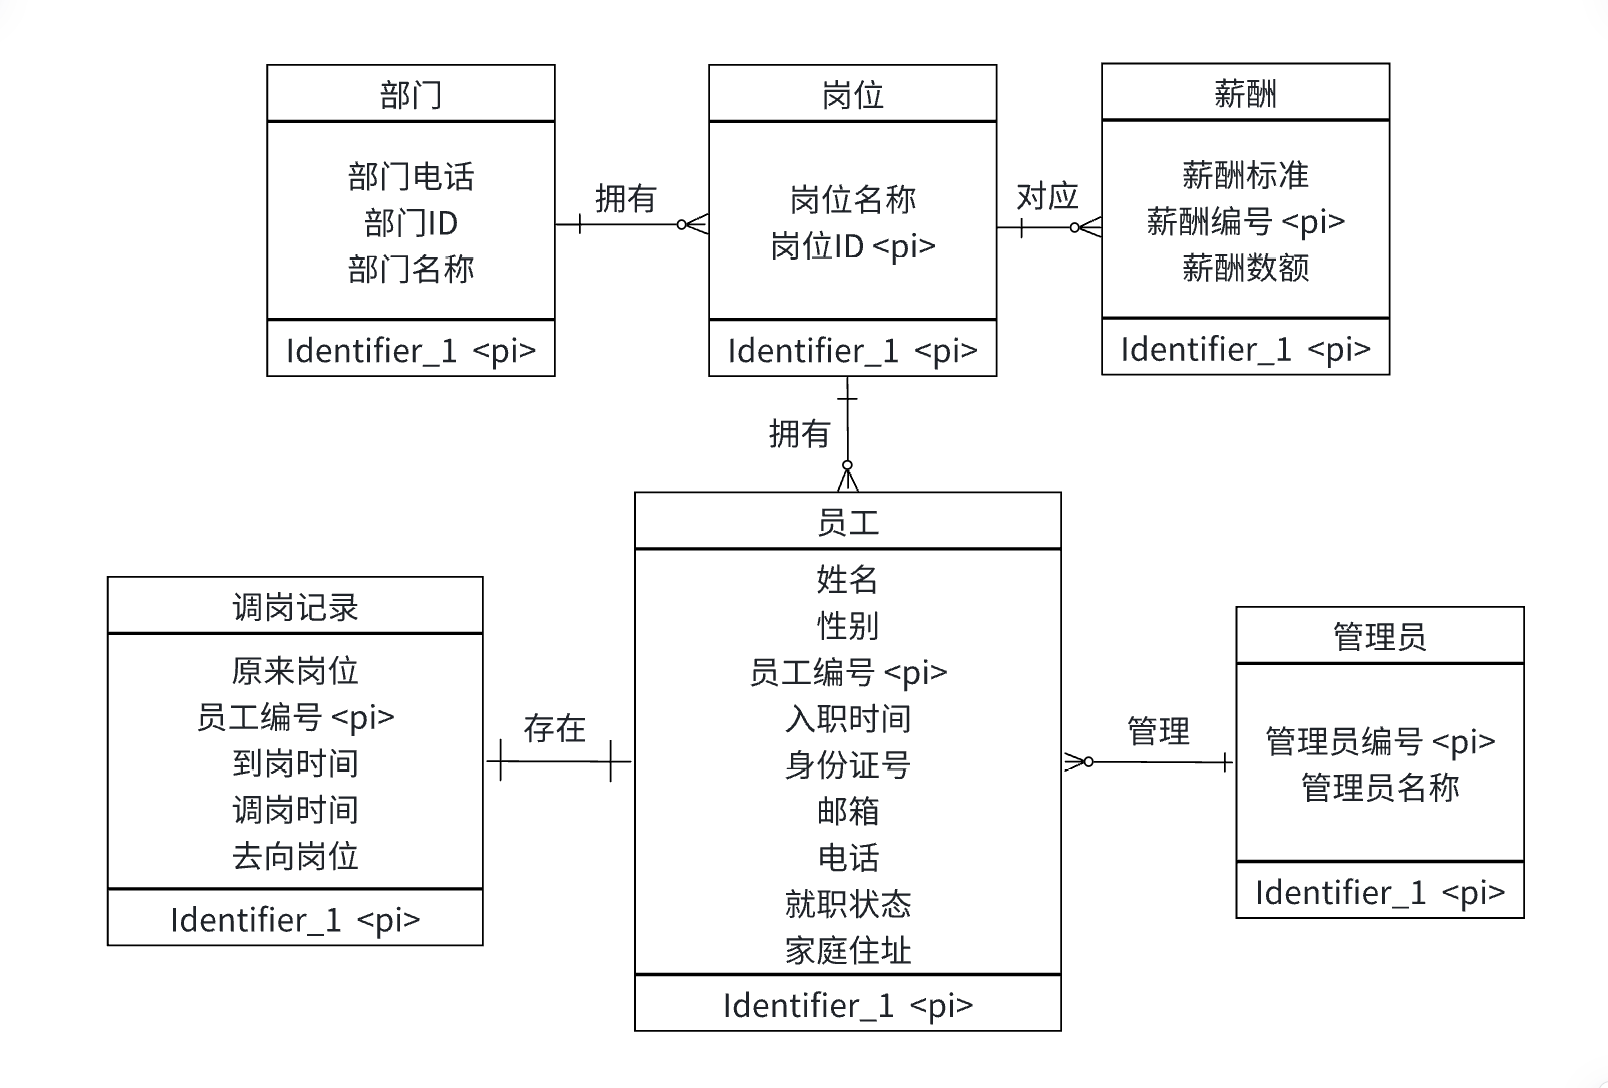 部门
部门电话
部门ID
部门名称
Identifier_1 <pi>
拥有
岗位
岗位名称
岗位ID <pi>
Identifier_1 <pi>
对应
薪酬
薪酬标准
薪酬编号 <pi>
薪酬数额
Identifier_1 <pi>
拥有
调岗记录
原来岗位
员工编号 <pi>
到岗时间
调岗时间
去向岗位
Identifier_1 <pi>
存在
员工
姓名
性别
员工编号 <pi>
入职时间
身份证号
邮箱
电话
就职状态
家庭住址
Identifier_1 <pi>
管理
管理员
管理员编号 <pi>
管理员名称
Identifier_1 <pi>